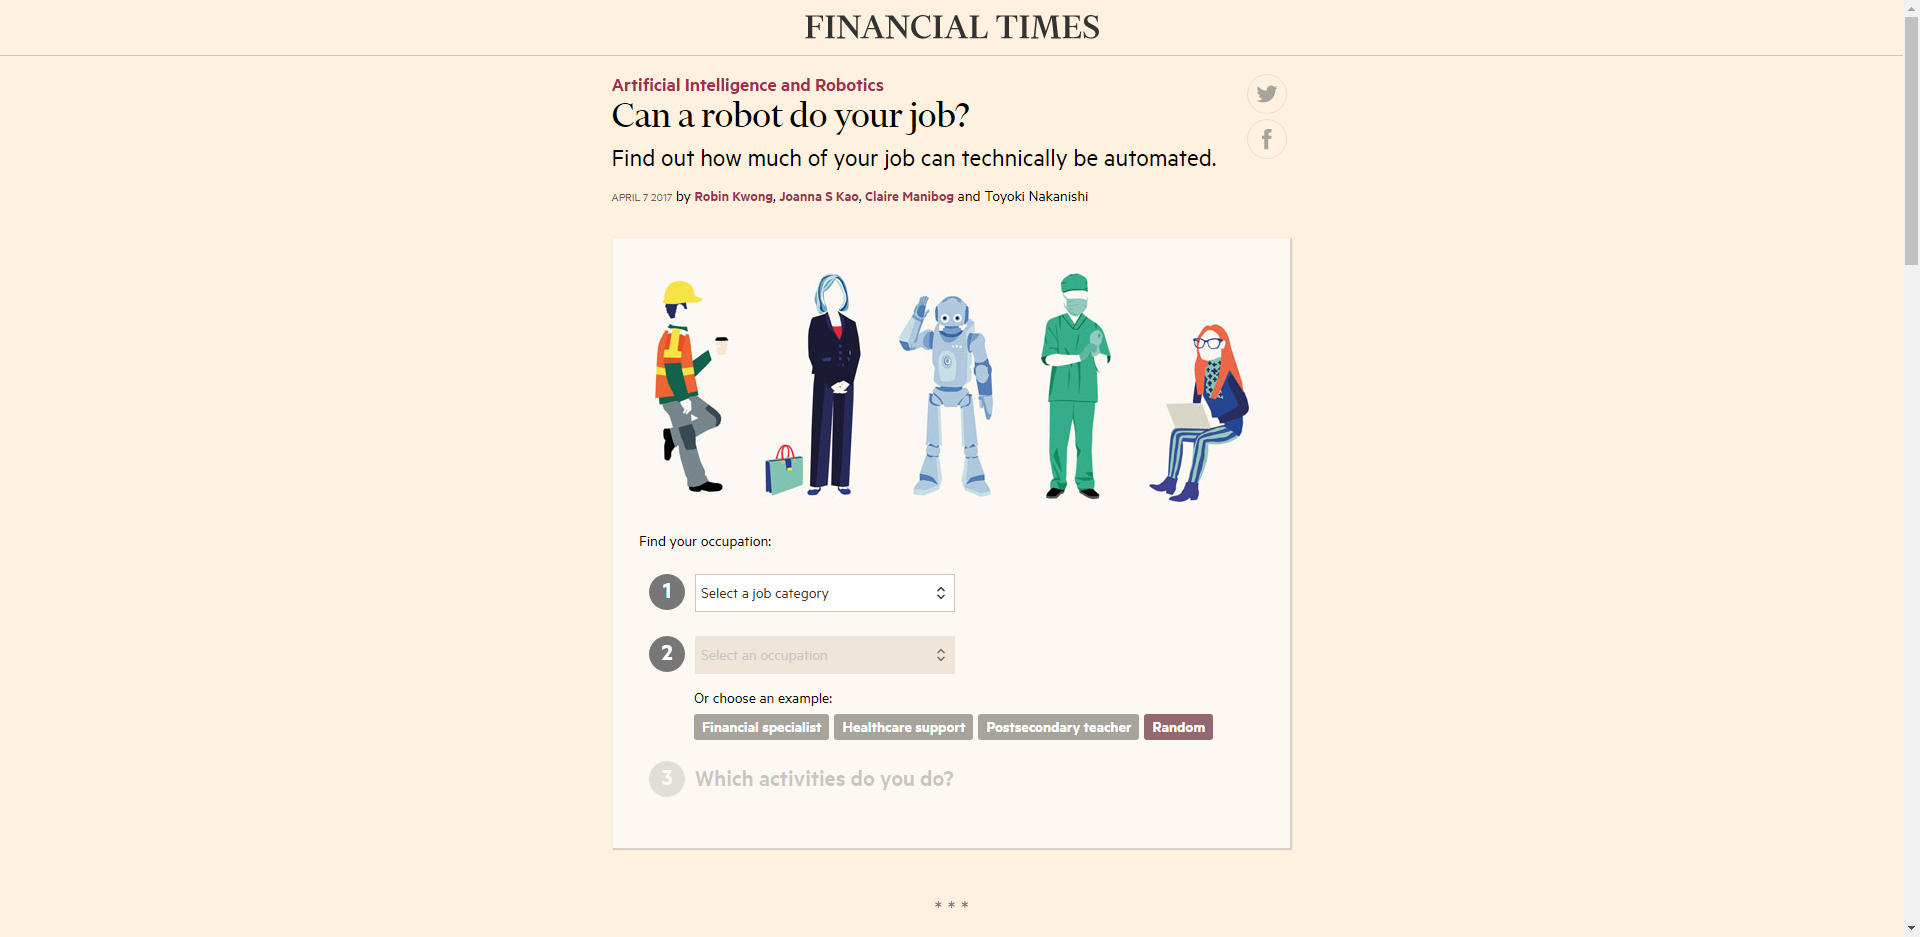 FINANCIAL TIMES
Artificial Intelligence and Robotics
Can a robot do your job?
Find out how much of your job can technically be automated.
APRIL 7 2017 by Robin Kwong, Joanna S Kao, Claire Manibog and Toyoki Nakanishi
Find your occupation:
1 Select a job category
2 Select an occupation
Or choose an example:
Financial specialist Healthcare support Postsecondary teacher Random
3 Which activities do you do?
* * *